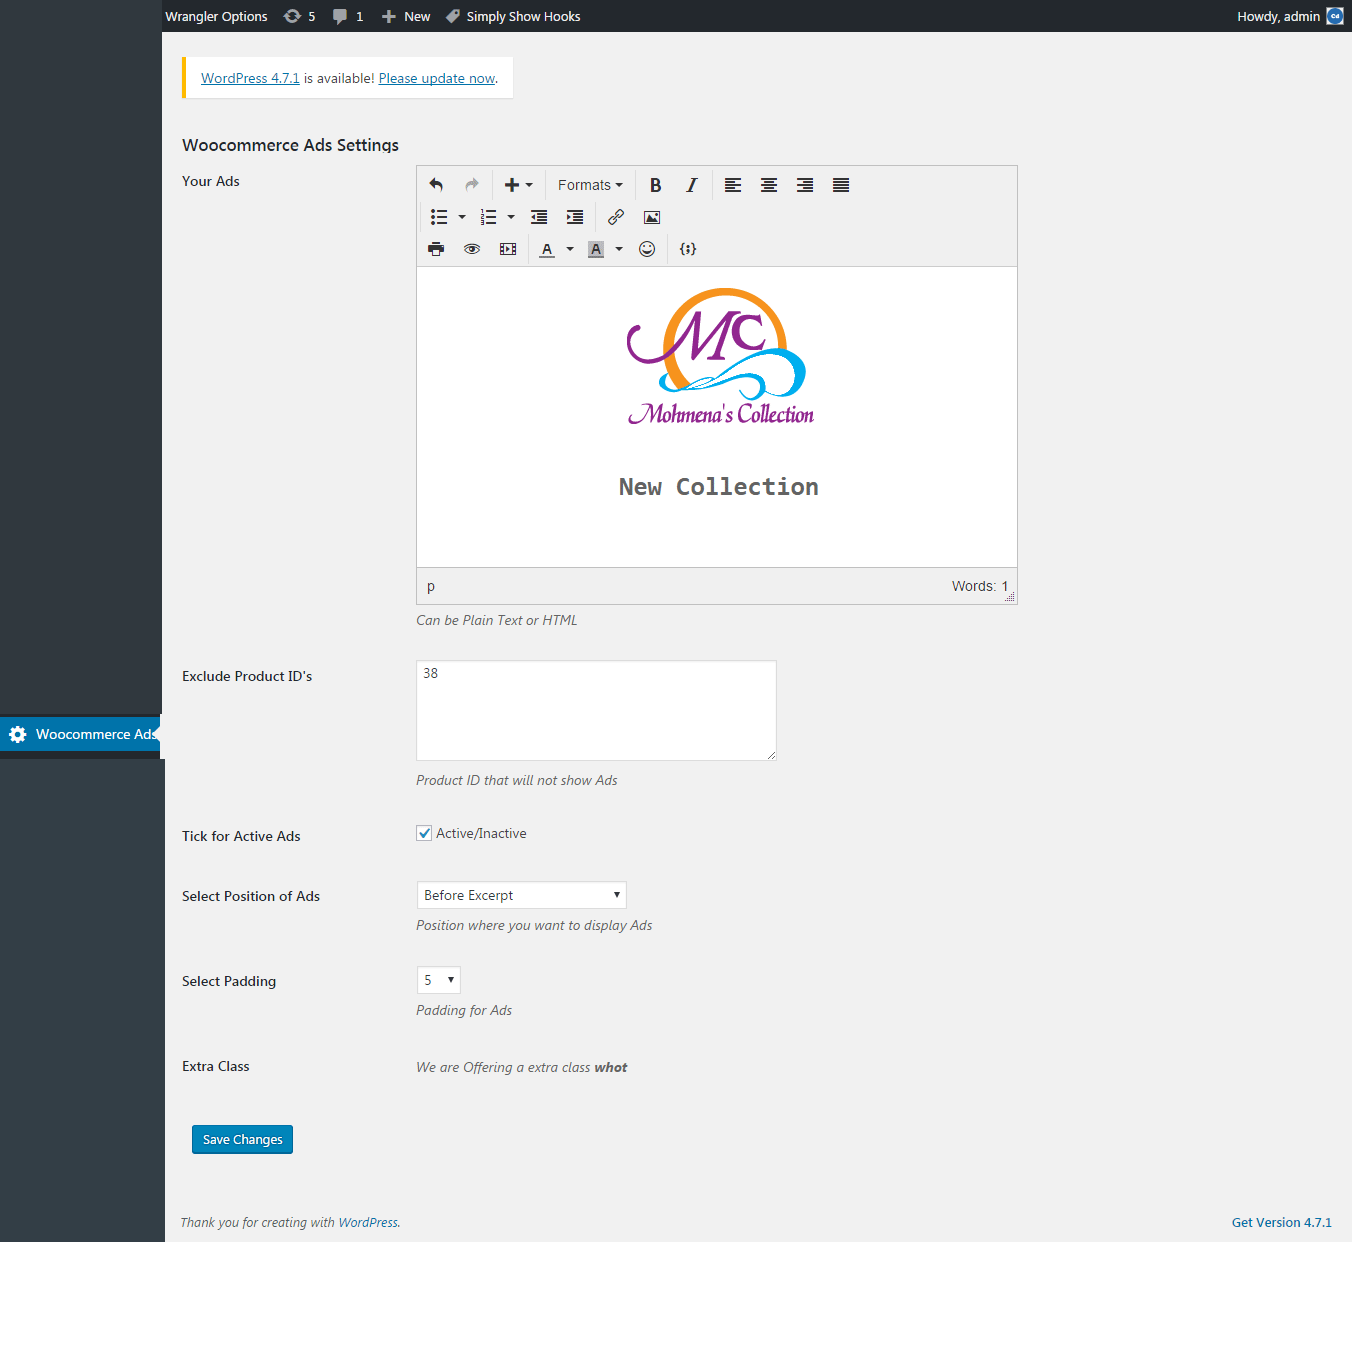 Wrangler Options 5 1 New Simply Show Hooks Howdy, admin
WordPress 4.7.1 is available! Please update now.
Woocommerce Ads Settings
Your Ads
Formats B I
A A {;}
MC
Mohmena's Collection
New Collection
p Words: 1
Can be Plain Text or HTML
Exclude Product ID's 38
Woocommerce Ads
Product ID that will not show Ads
Tick for Active Ads Active/Inactive
Select Position of Ads Before Excerpt
Position where you want to display Ads
Select Padding 5
Padding for Ads
Extra Class We are Offering a extra class whot
Save Changes
Thank you for creating with WordPress. Get Version 4.7.1